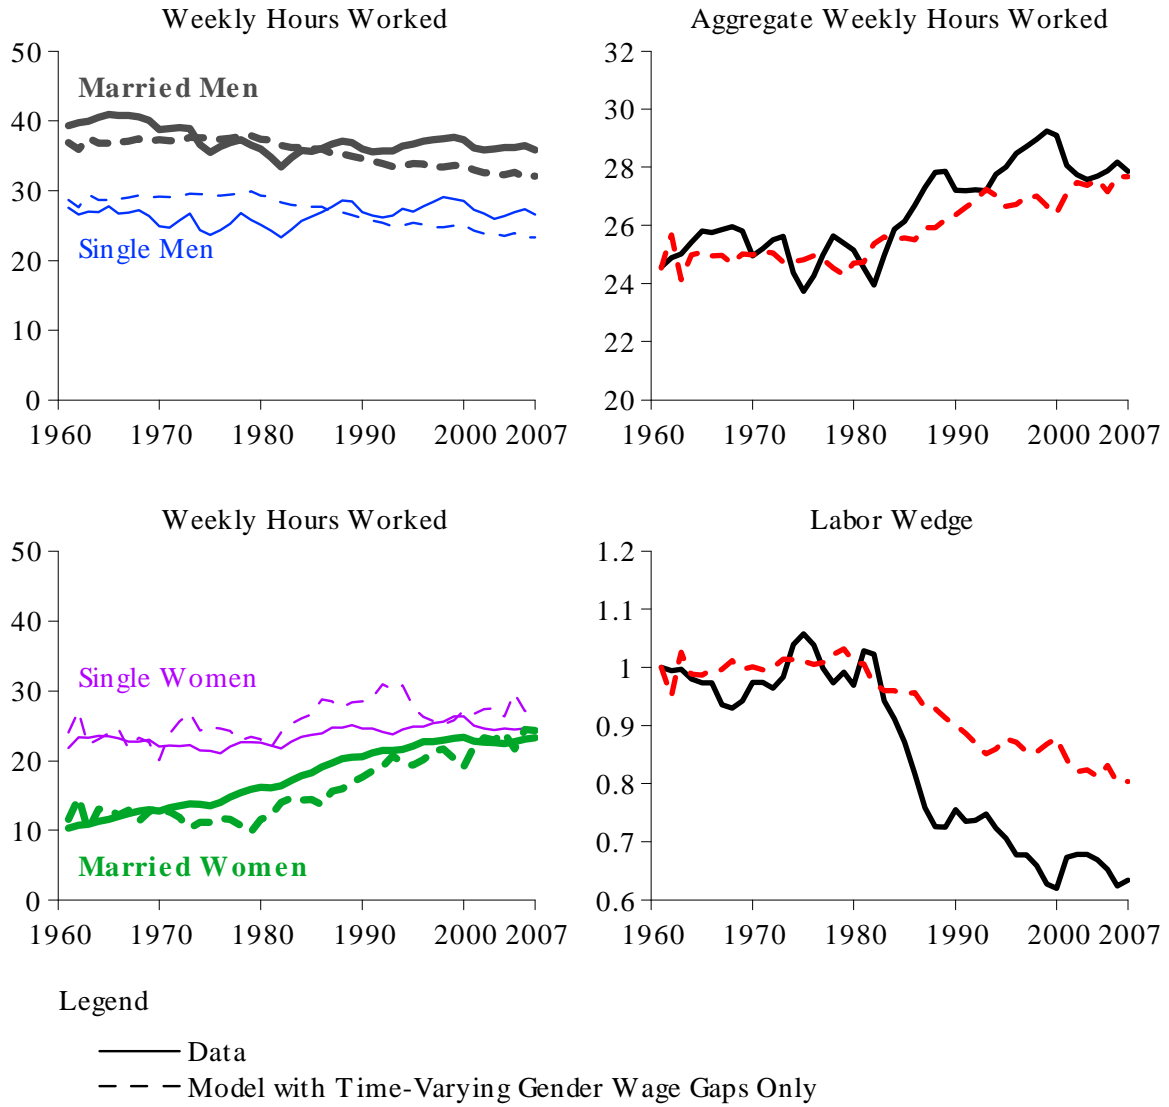 Weekly Hours Worked
50
40
30
20
10
0
Married Men
Single Men
1960 1970 1980 1990 2000 2007
Aggregate Weekly Hours Worked
32
30
28
26
24
22
20
1960 1970 1980 1990 2000 2007
Weekly Hours Worked
50
40
30
20
10
0
Single Women
Married Women
1960 1970 1980 1990 2000 2007
Labor Wedge
1.2
1.1
1
0.9
0.8
0.7
0.6
1960 1970 1980 1990 2000 2007
Legend
Data
Model with Time-Varying Gender Wage Gaps Only